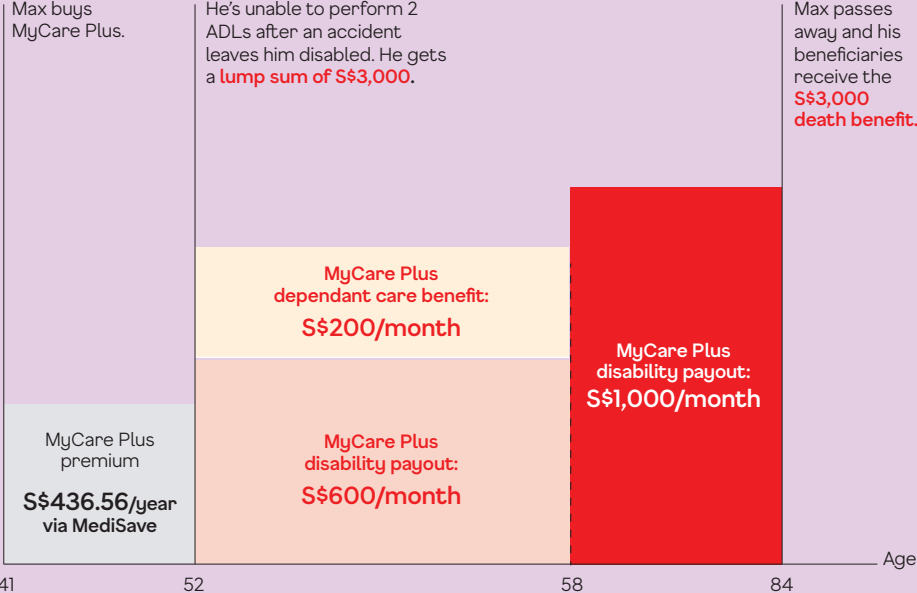 Max buys
MyCare Plus.
He's unable to perform 2
ADLs after an accident
leaves him disabled. He gets
a lump sum of S$3,000.
Max passes
away and his
beneficiaries
receive the
S$3,000
death benefit.
MyCare Plus
dependant care benefit:
S$200/month
MyCare Plus
disability payout:
S$1,000/month
MyCare Plus
premium
S$436.56/year
via MediSave
MyCare Plus
disability payout:
S$600/month
Age
41
52
58
84